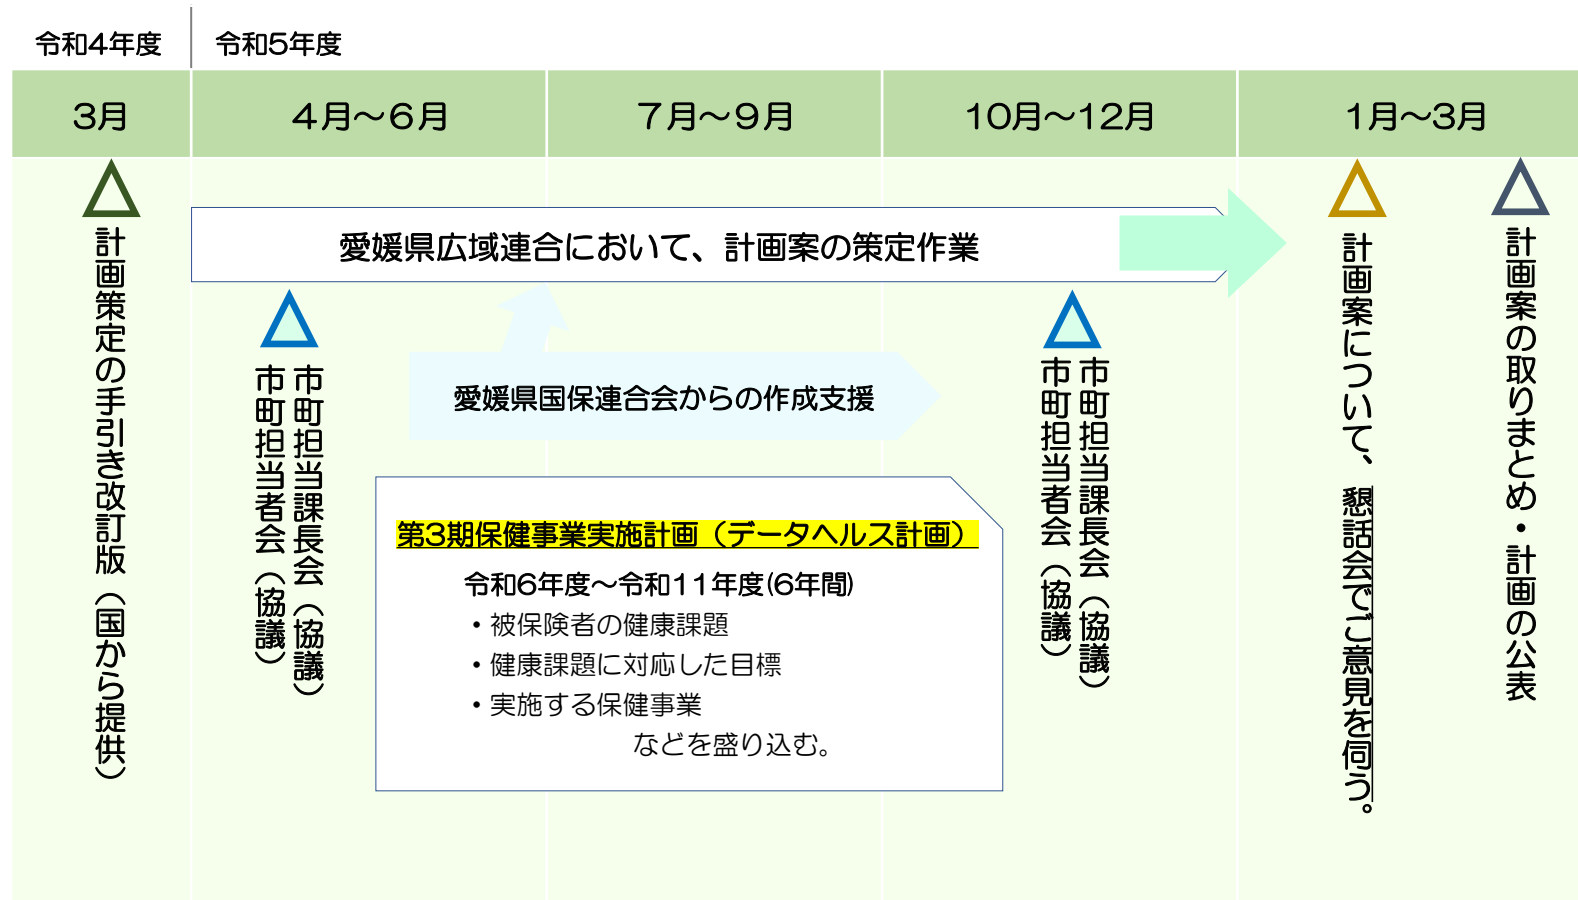 令和4年度
令和5年度
3月
4月～6月
7月～9月
10月～12月
1月～3月
計画策定の手引き改訂版（国から提供）
愛媛県広域連合において、計画案の策定作業
市町担当課長会（協議）
市町担当者会（協議）
愛媛県国保連合会からの作成支援
第3期保健事業実施計画（データヘルス計画）
令和6年度～令和11年度(6年間)
・被保険者の健康課題
・健康課題に対応した目標
・実施する保健事業
などを盛り込む。
市町担当課長会（協議）
市町担当者会（協議）
計画案について、懇話会でご意見を伺う。
計画案の取りまとめ・計画の公表